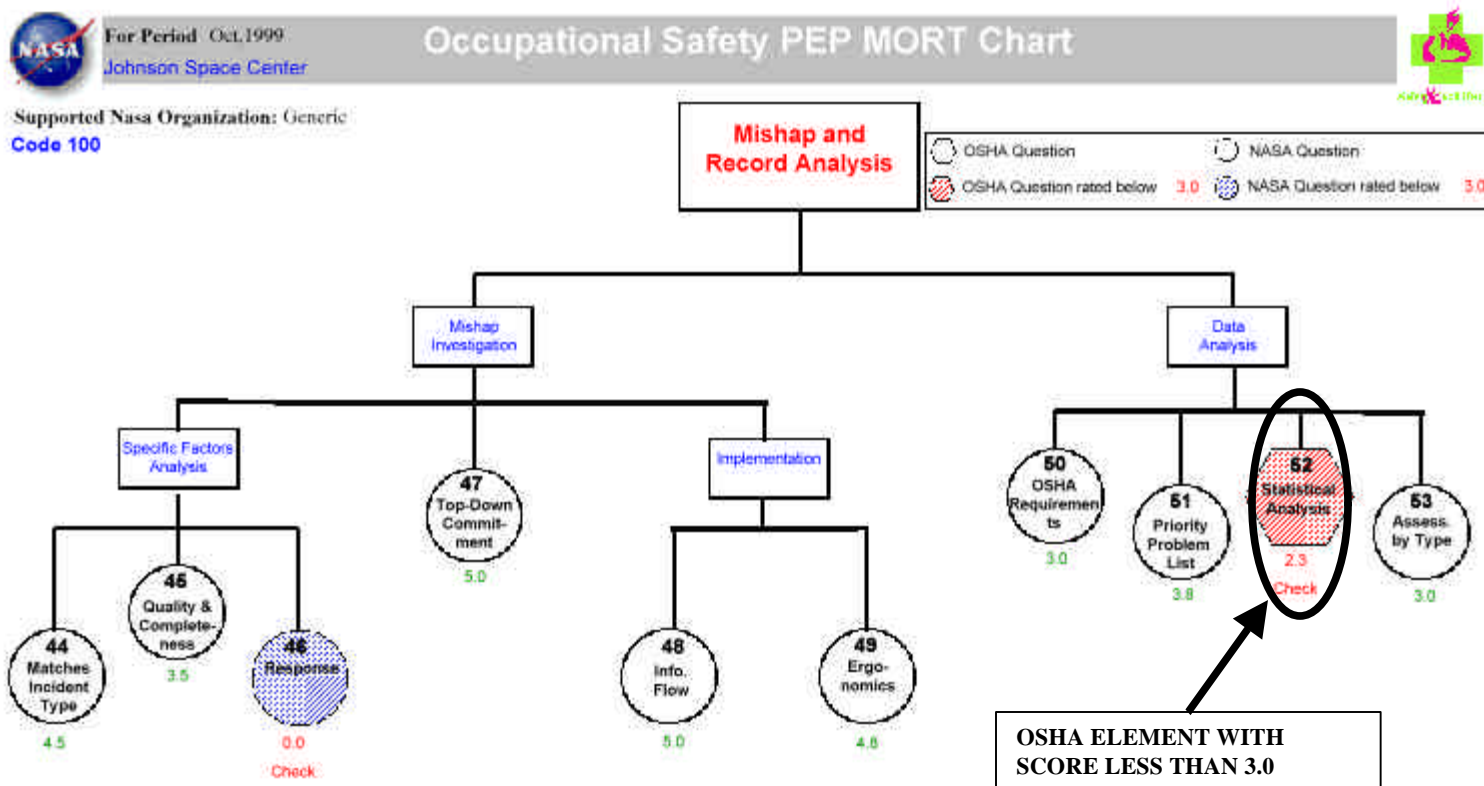 NASA
For Period Oct.1999
Johnson Space Center
Occupational Safety PEP MORT Chart
Supported Nasa Organization: Generic
Code 100
Mishap and
Record Analysis
OSHA Question
NASA Question
OSHA Question rated below 3.0
NASA Question rated below 3.0
Mishap
Investigation
Data
Analysis
Specific Factors
Analysis
47
Top-Down
Commit-
ment
5.0
Implementation
50
OSHA
Requiremen
ts
3.0
51
Priority
Problem
List
3.8
52
Statistical
Analysis
2.3
Check
53
Assess.
by Type
3.0
44
Matches
Incident
Type
4.5
45
Quality &
Complete-
ness
3.5
46
Response
0.0
Check
48
Info.
Flow
5.0
49
Ergo-
nomics
4.8
OSHA ELEMENT WITH
SCORE LESS THAN 3.0